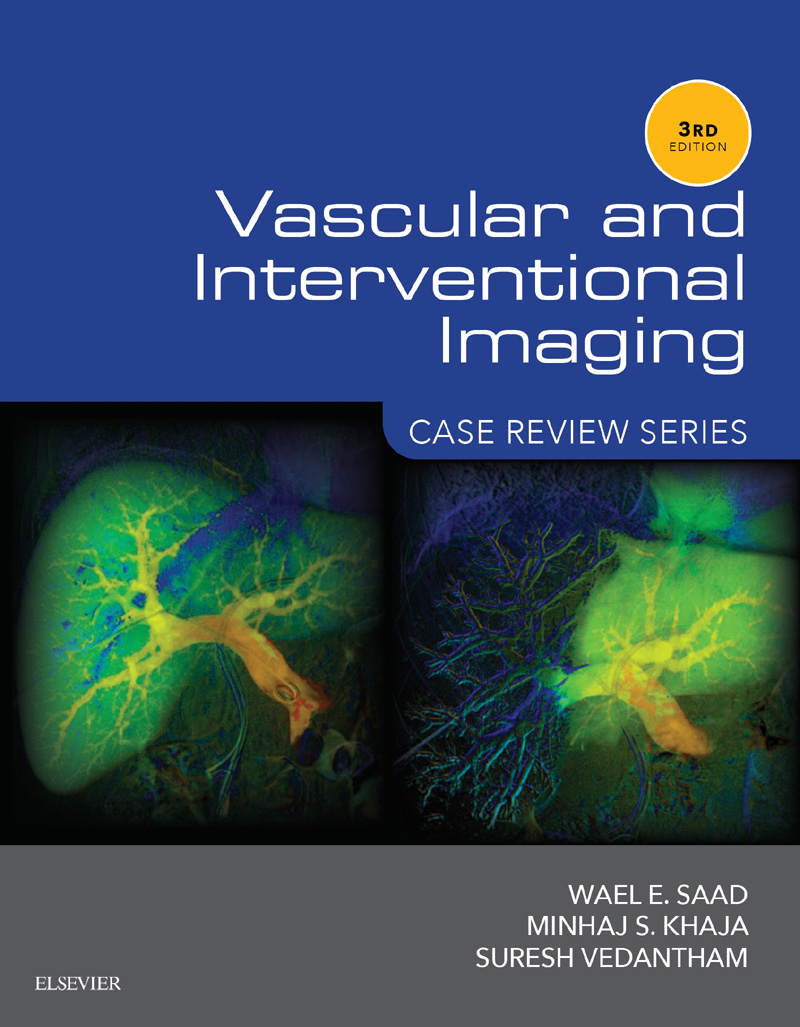 3RD
EDITION
Vascular and
Interventional
Imaging
CASE REVIEW SERIES
WAEL E. SAAD
MINHAJ S. KHAJA
SURESH VEDANTHAM
ELSEVIER